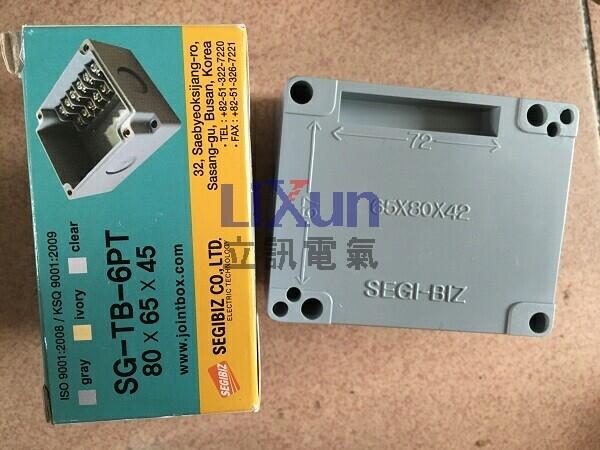 32, Saebyeoksijang-ro,
Sasang-gu, Busan, Korea
• TEL : +82-51-322-7220
• FAX : +82-51-326-7221
ISO 9001:2008 / KSQ 9001:2009
gray ivory clear
SG-TB-6PT
80 x 65 x 45
www.jointbox.com
SEGIBIZ CO.,LTD.
ELECTRIC TECHNOLOGY
SEGIBIZ
72
65X80X42
SEGI-BIZ
LIXun
立訊電氣